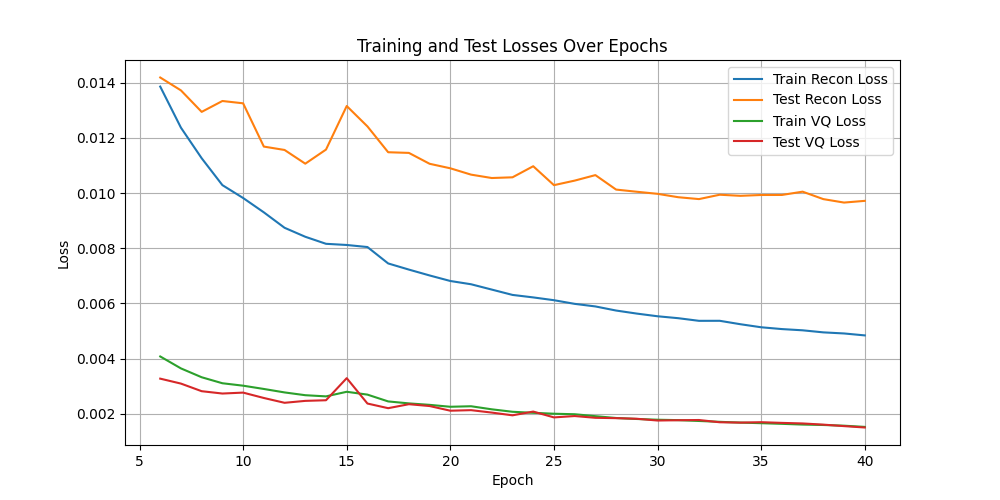 Training and Test Losses Over Epochs
Train Recon Loss
Test Recon Loss
Train VQ Loss
Test VQ Loss
Loss
0.014
0.012
0.010
0.008
0.006
0.004
0.002
5 10 15 20 25 30 35 40
Epoch